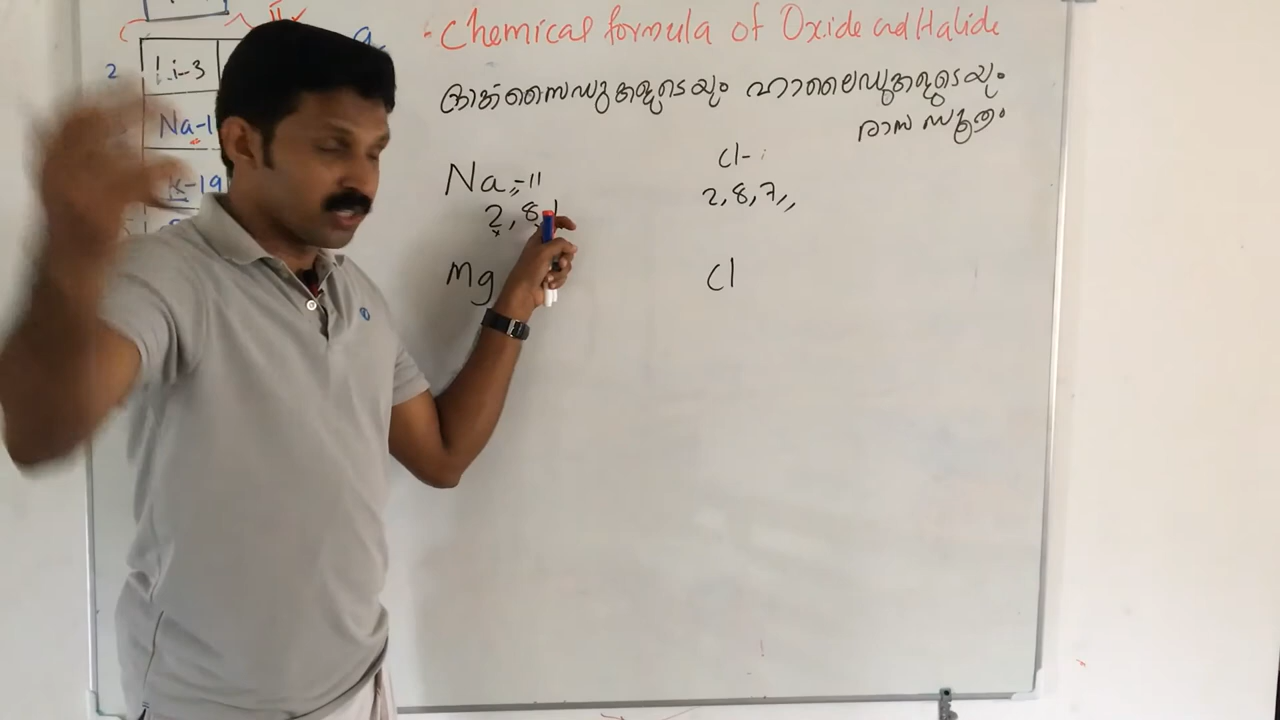 Chemical formula of Oxide and Halide
ഓക്സൈഡുകളുടെയും ഹാലൈഡുകളുടെയും
രാസസൂത്രം
2
Li-3
Na-1
K-19
Na - 11
2, 8, 1
Mg
Cl-
2, 8, 7,,
Cl